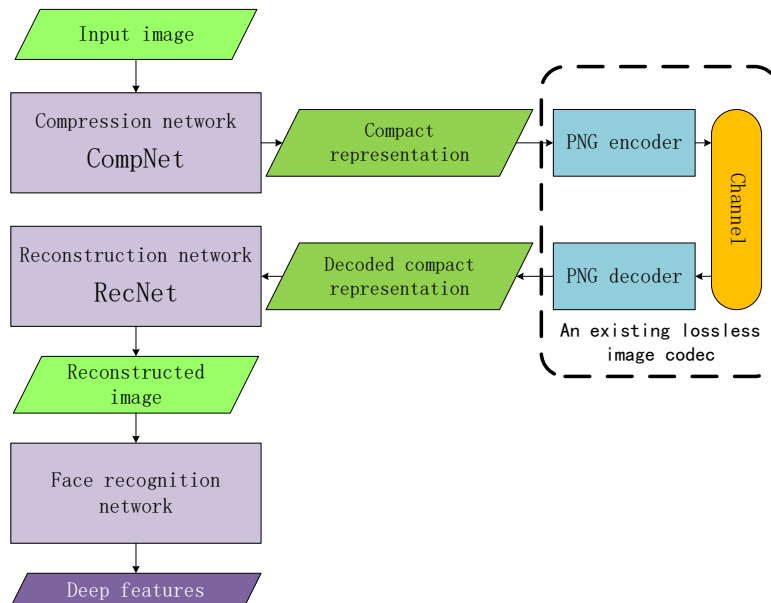 Input image
Compression network
CompNet
Compact
representation
PNG encoder
Channel
Reconstruction network
RecNet
Decoded compact
representation
PNG decoder
An existing lossless
image codec
Reconstructed
image
Face recognition
network
Deep features